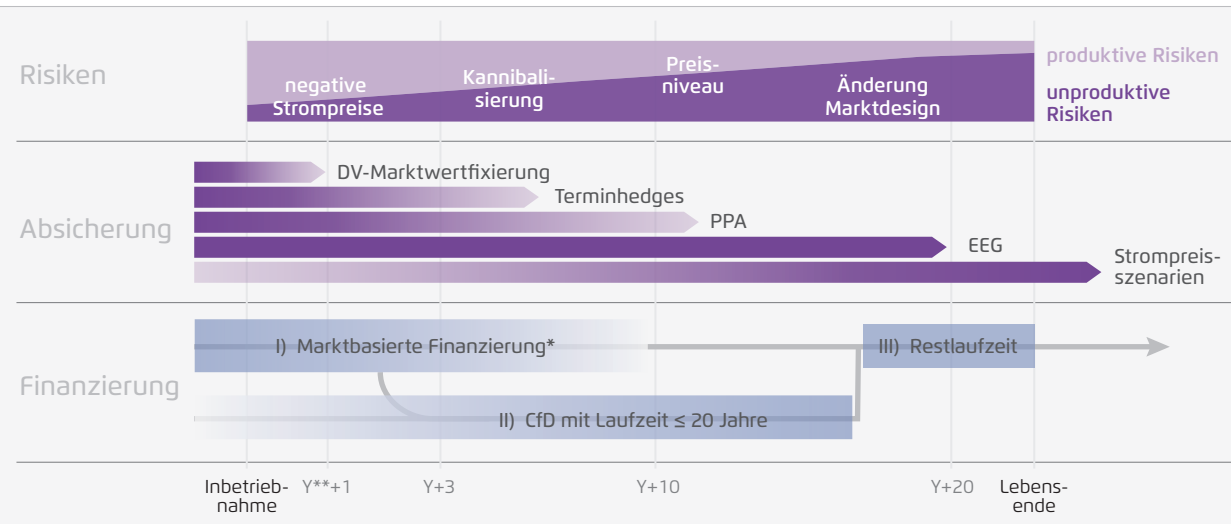 Risiken
negative
Strompreise
Kannibali-
sierung
Preis-
niveau
Änderung
Marktdesign
produktive Risiken
unproduktive
Risiken
Absicherung
DV-Marktwertfixierung
Terminhedges
PPA
EEG
Strompreis-
szenarien
Finanzierung
I) Marktbasierte Finanzierung*
III) Restlaufzeit
II) CfD mit Laufzeit ≤ 20 Jahre
Inbetrieb-
nahme
Y**+1
Y+3
Y+10
Y+20
Lebens-
ende